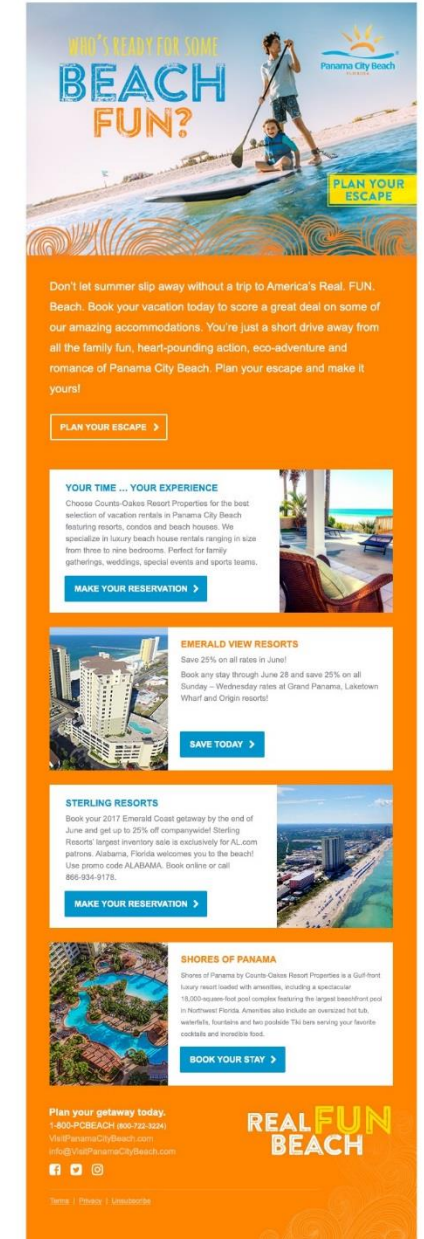 WHO'S READY FOR SOME
BEACH
FUN?
Panama City Beach
FLORIDA
PLAN YOUR
ESCAPE
Don't let summer slip away without a trip to America's Real. FUN.
Beach. Book your vacation today to score a great deal on some of
our amazing accommodations. You're just a short drive away from
all the family fun, heart-pounding action, eco-adventure and
romance of Panama City Beach. Plan your escape and make it
yours!
PLAN YOUR ESCAPE
YOUR TIME ... YOUR EXPERIENCE
Choose Counts-Oakes Resort Properties for the best
selection of vacation rentals in Panama City Beach
featuring resorts, condos and beach houses. We
specialize in luxury beach house rentals ranging in size
from three to nine bedrooms. Perfect for family
gatherings, weddings, special events and sports teams.
MAKE YOUR RESERVATION
EMERALD VIEW RESORTS
Save 25% on all rates in June!
Book any stay through June 28 and save 25% on all
Sunday – Wednesday rates at Grand Panama, Laketown
Wharf and Origin resorts!
SAVE TODAY
STERLING RESORTS
Book your 2017 Emerald Coast getaway by the end of
June and get up to 25% off companywide! Sterling
Resorts' largest inventory sale is exclusively for AL.com
patrons. Alabama, Florida welcomes you to the beach!
Use promo code ALABAMA. Book online or call
866-934-9178.
MAKE YOUR RESERVATION
SHORES OF PANAMA
Shores of Panama by Counts-Oakes Resort Properties is a Gulf-front
luxury resort loaded with amenities, including a spectacular
18,000-square-foot pool complex featuring the largest beachfront pool
in Northwest Florida. Amenities also include an oversized hot tub,
waterfalls, fountains and two poolside Tiki bars serving your favorite
cocktails and incredible food.
BOOK YOUR STAY
Plan your getaway today.
1-800-PCBEACH (800-722-3224)
VisitPanamaCityBeach.com
info@VisitPanamaCityBeach.com
REAL FUN
BEACH
Terms | Privacy | Unsubscribe